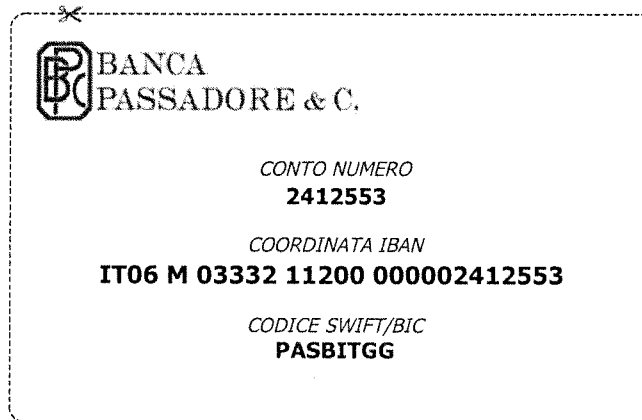 BANCA
PASSADORE & C.
CONTO NUMERO
2412553
COORDINATA IBAN
IT06 M 03332 11200 000002412553
CODICE SWIFT/BIC
PASBITGG